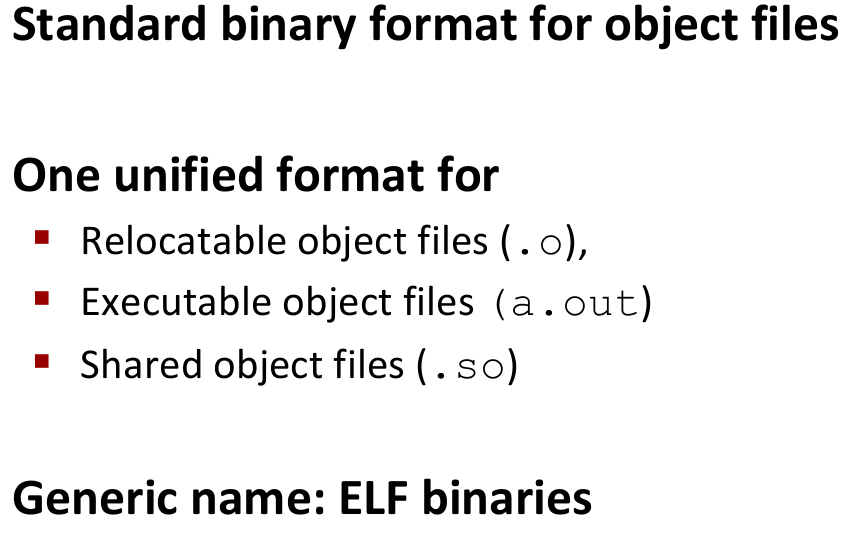 Standard binary format for object files
One unified format for
▪ Relocatable object files (.o),
▪ Executable object files (a.out)
▪ Shared object files (.so)
Generic name: ELF binaries